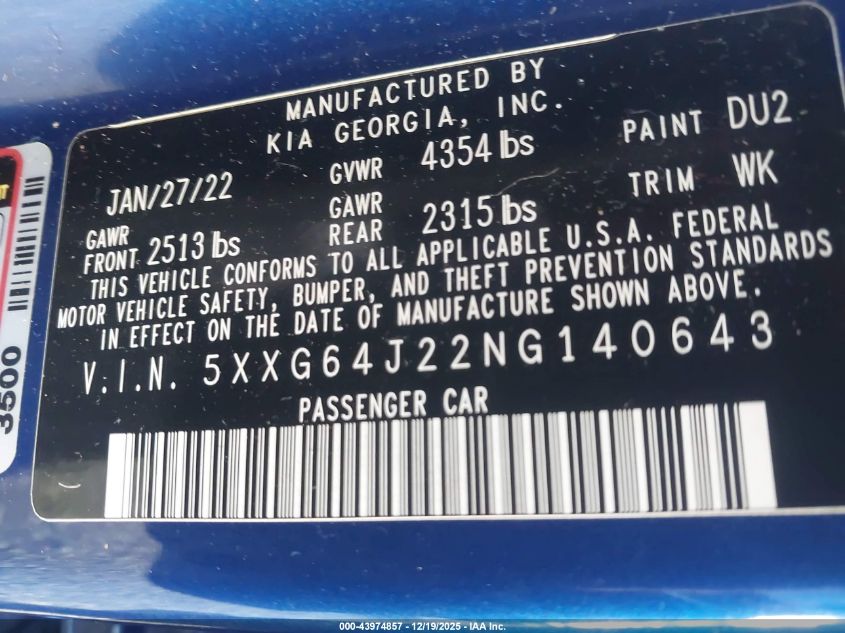 MANUFACTURED BY
KIA GEORGIA, INC.
JAN/27/22 GVWR 4354 lbs PAINT DU2
GAWR FRONT 2513 lbs GAWR REAR 2315 lbs TRIM WK
THIS VEHICLE CONFORMS TO ALL APPLICABLE U.S.A. FEDERAL
MOTOR VEHICLE SAFETY, BUMPER, AND THEFT PREVENTION STANDARDS
IN EFFECT ON THE DATE OF MANUFACTURE SHOWN ABOVE.
V.I.N. 5XXG64J22NG140643
PASSENGER CAR
3500
000-43974857 - 12/19/2025 - IAA Inc.